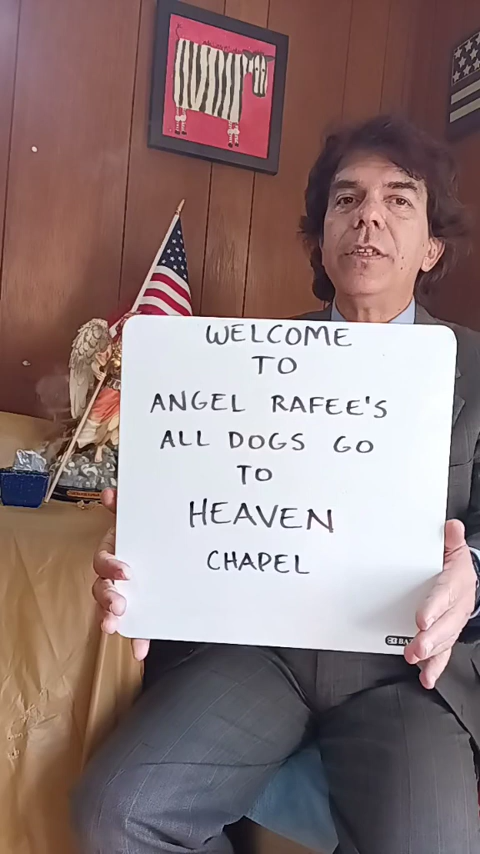 WELCOME
TO
ANGEL RAFEE'S
ALL DOGS GO
TO
HEAVEN
CHAPEL